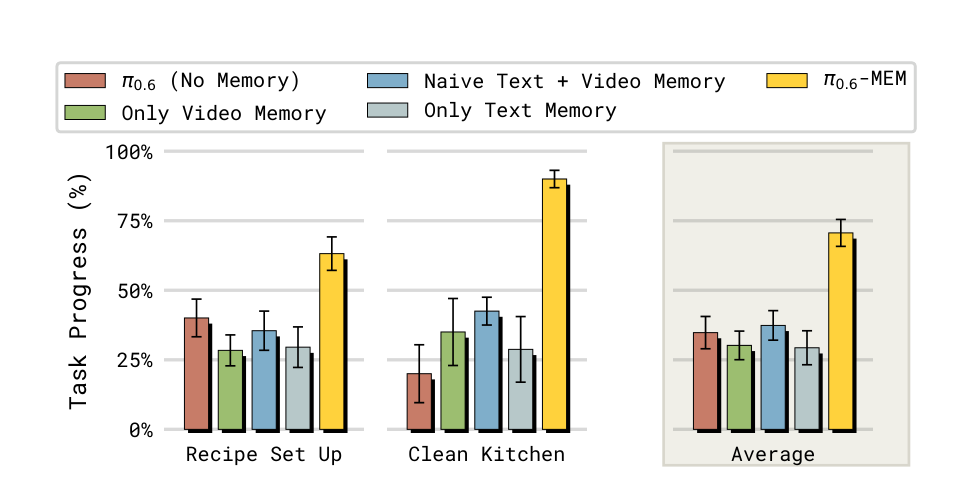 π0.6 (No Memory)
Naive Text + Video Memory
π0.6-MEM
Only Video Memory
Only Text Memory
Task Progress (%)
100%
75%
50%
25%
0%
Recipe Set Up
Clean Kitchen
Average